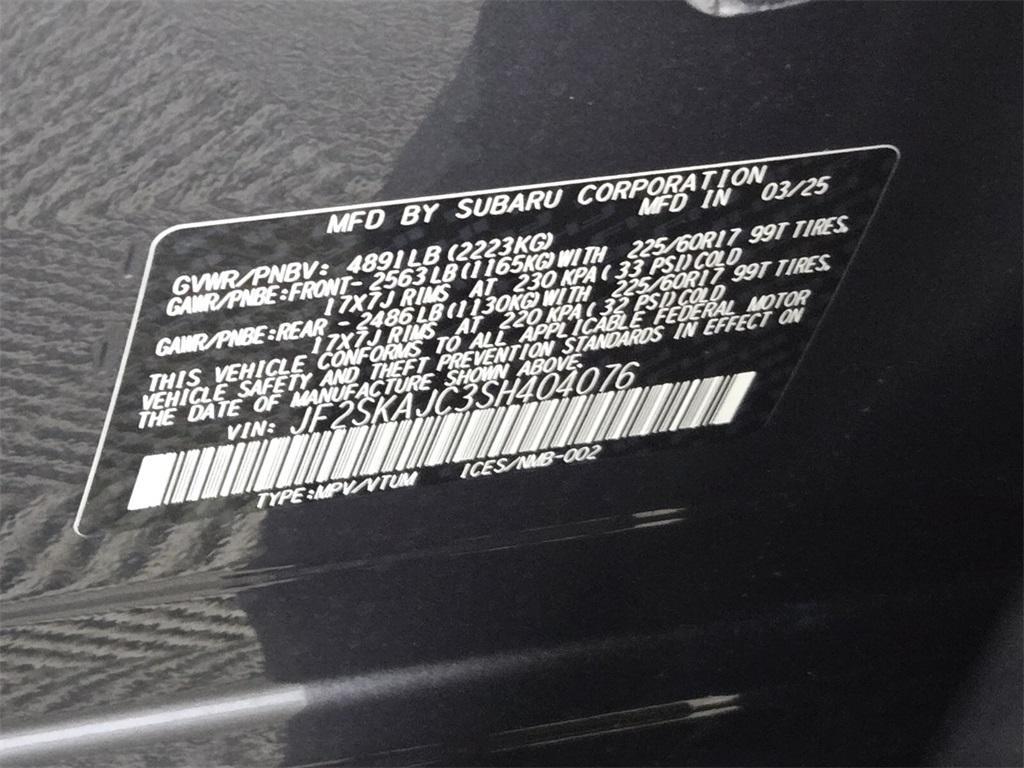 MFD BY SUBARU CORPORATION
MFD IN 03/25
GVWR/PNBV: 4891LB(2223KG)
GAWR/PNBE:FRONT- 2563LB(1165KG)WITH 225/60R17 99T TIRES.
17X7J RIMS AT 230 KPA( 33 PSI)COLD
GAWR/PNBE:REAR - 2486LB(1130KG)WITH 225/60R17 99T TIRES.
17X7J RIMS AT 220 KPA( 32 PSI)COLD
THIS VEHICLE CONFORMS TO ALL APPLICABLE FEDERAL MOTOR
VEHICLE SAFETY AND THEFT PREVENTION STANDARDS IN EFFECT ON
THE DATE OF MANUFACTURE SHOWN ABOVE.
VIN: JF2SKAJC3SH404076
TYPE:MPV/VTUM ICES/NMB-002